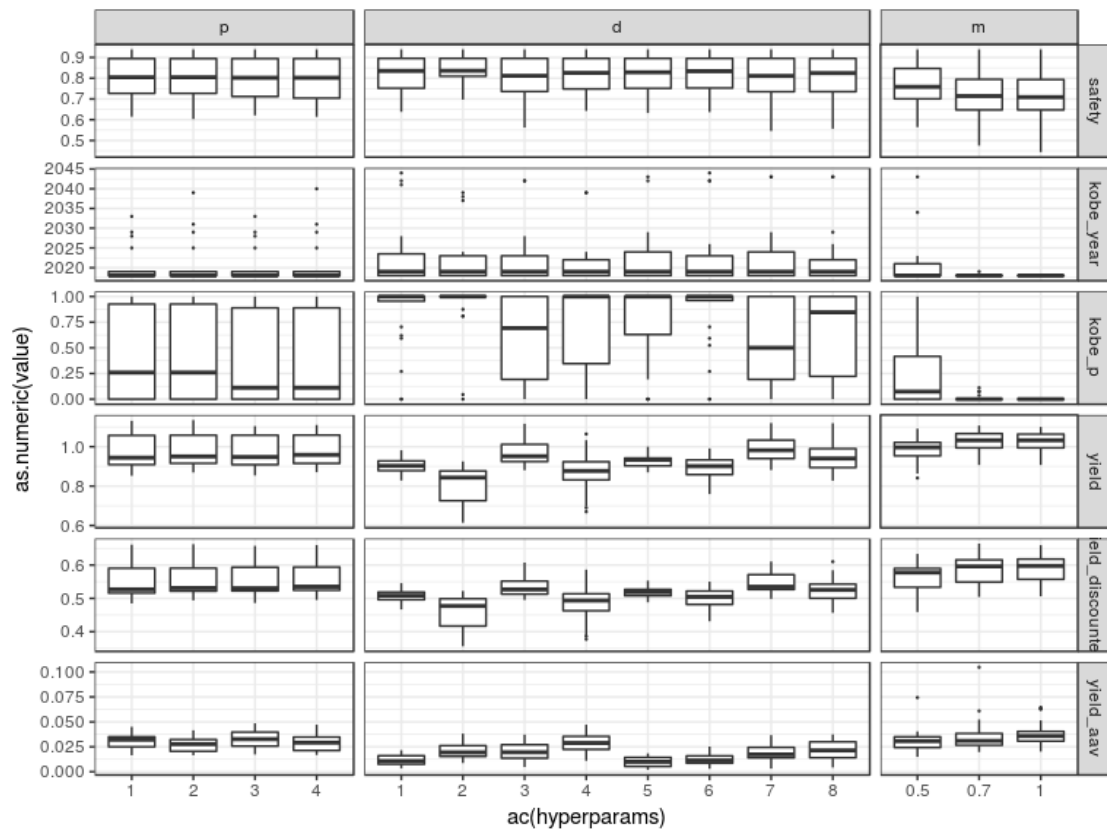 p d m
0.9
0.8
0.7
0.6
0.5
safety
2045
2040
2035
2030
2025
2020
kobe_year
1.00
0.75
0.50
0.25
0.00
kobe_p
1.0
0.8
0.6
yield
0.6
0.5
0.4
ield_discounte
0.100
0.075
0.050
0.025
0.000
yield_aav
as.numeric(value)
1 2 3 4 1 2 3 4 5 6 7 8 0.5 0.7 1
ac(hyperparams)